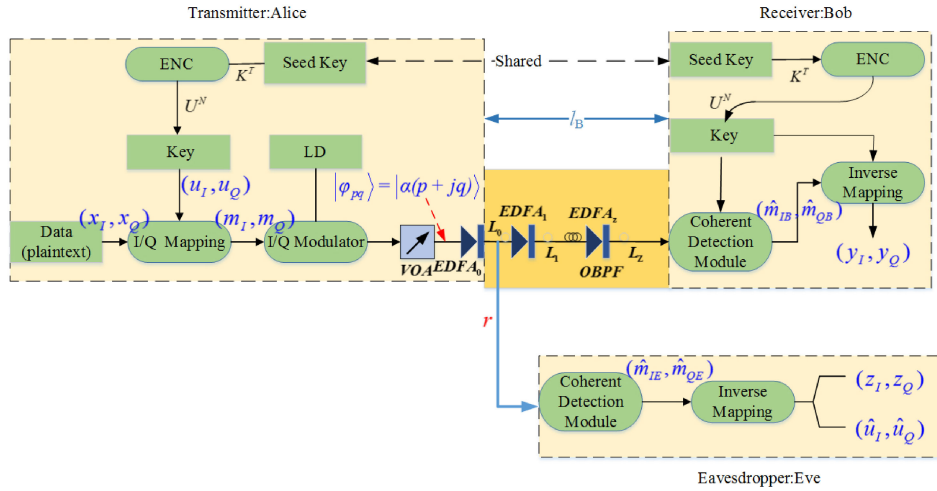 Transmitter:Alice
Receiver:Bob
ENC
K^T
Seed Key
Shared
Seed Key
K^T
ENC
U^N
U^N
l_B
Key
LD
Key
(u_I, u_Q)
|φ_pq⟩ = |α(p + jq)⟩
Inverse
Mapping
(x_I, x_Q)
(m_I, m_Q)
L_0
EDFA_1
EDFA_z
(m̂_IB, m̂_QB)
Data
(plaintext)
I/Q Mapping
I/Q Modulator
Coherent
Detection
Module
VOA
EDFA_0
L_1
OBPF
L_Z
(y_I, y_Q)
r
(m̂_IE, m̂_QE)
Coherent
Detection
Module
Inverse
Mapping
(z_I, z_Q)
(û_I, û_Q)
Eavesdropper:Eve